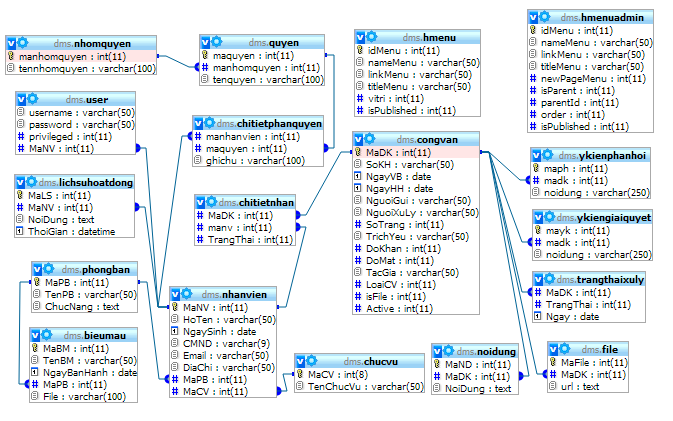 dms.nhomquyen
manhomquyen : int(11)
tennhomquyen : varchar(100)
dms.quyen
maquyen : int(11)
manhomquyen : int(11)
tenquyen : varchar(100)
dms.hmenu
idMenu : int(11)
nameMenu : varchar(50)
linkMenu : varchar(50)
titleMenu : varchar(50)
vitri : int(11)
isPublished : int(11)
dms.hmenuadmin
idMenu : int(11)
nameMenu : varchar(50)
linkMenu : varchar(50)
titleMenu : varchar(50)
newPageMenu : int(11)
isParent : int(11)
parentId : int(11)
order : int(11)
isPublished : int(11)
dms.user
username : varchar(50)
password : varchar(50)
privileged : int(11)
MaNV : int(11)
dms.chitietphanquyen
manhanvien : int(11)
maquyen : int(11)
ghichu : varchar(100)
dms.congvan
MaDK : int(11)
SoKH : varchar(50)
NgayVB : date
NgayHH : date
NguoiGui : varchar(50)
NguoiXuLy : varchar(50)
SoTrang : int(11)
TrichYeu : varchar(50)
DoKhan : int(11)
DoMat : int(11)
TacGia : varchar(50)
LoaiCV : int(11)
isFile : int(11)
Active : int(11)
dms.ykienphanhoi
maph : int(11)
madk : int(11)
noidung : varchar(250)
dms.lichsuhoatdong
MaLS : int(11)
MaNV : int(11)
NoiDung : text
ThoiGian : datetime
dms.chitietnhan
MaDK : int(11)
manv : int(11)
TrangThai : int(11)
dms.ykiengiaiquyet
mayk : int(11)
madk : int(11)
noidung : varchar(250)
dms.phongban
MaPB : int(11)
TenPB : varchar(50)
ChucNang : text
dms.nhanvien
MaNV : int(11)
HoTen : varchar(50)
NgaySinh : date
CMND : varchar(9)
Email : varchar(50)
DiaChi : varchar(50)
MaPB : int(11)
MaCV : int(11)
dms.trangthaixuly
MaDK : int(11)
TrangThai : int(11)
Ngay : date
dms.bieumau
MaBM : int(11)
TenBM : varchar(50)
NgayBanHanh : date
MaPB : int(11)
File : varchar(100)
dms.chucvu
MaCV : int(8)
TenChucVu : varchar(50)
dms.noidung
MaND : int(11)
MaDK : int(11)
NoiDung : text
dms.file
MaFile : int(11)
MaDK : int(11)
url : text